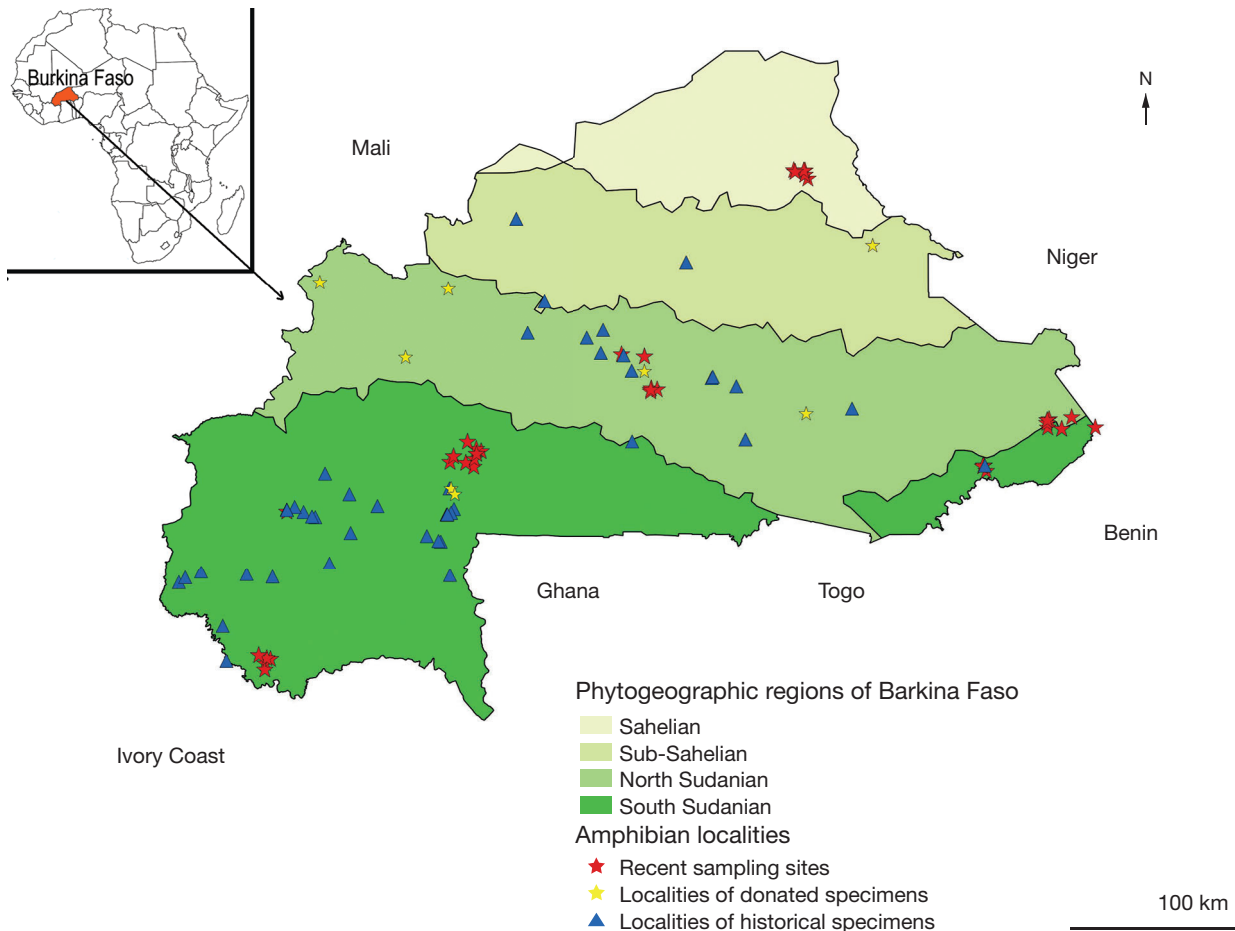 Burkina Faso
N
Mali
Niger
Benin
Ghana
Togo
Ivory Coast
Phytogeographic regions of Barkina Faso
Sahelian
Sub-Sahelian
North Sudanian
South Sudanian
Amphibian localities
Recent sampling sites
Localities of donated specimens
Localities of historical specimens
100 km